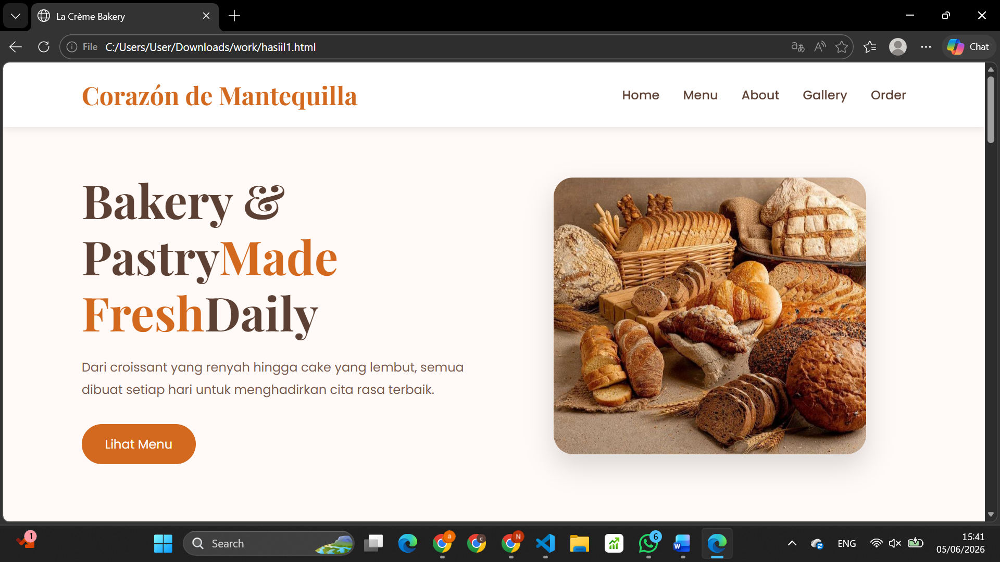 La Crème Bakery
File C:/Users/User/Downloads/work/hasiil1.html
Chat
Corazón de Mantequilla
Home Menu About Gallery Order
Bakery &
PastryMade
FreshDaily
Dari croissant yang renyah hingga cake yang lembut, semua
dibuat setiap hari untuk menghadirkan cita rasa terbaik.
Lihat Menu
1
Search
a
d
N
6
W
ENG
15:41
05/06/2026